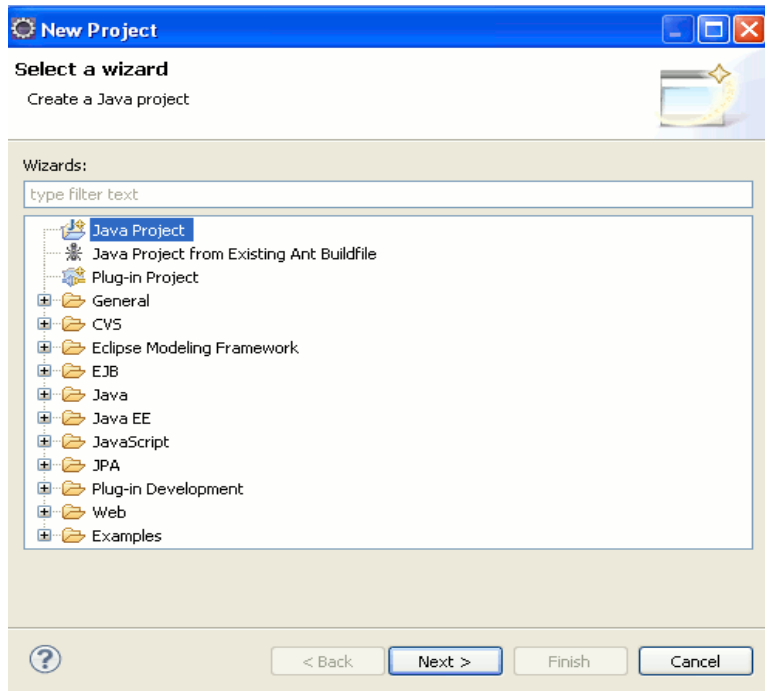 New Project
Select a wizard
Create a Java project
Wizards:
type filter text
Java Project
Java Project from Existing Ant Buildfile
Plug-in Project
General
CVS
Eclipse Modeling Framework
EJB
Java
Java EE
JavaScript
JPA
Plug-in Development
Web
Examples
< Back Next > Finish Cancel